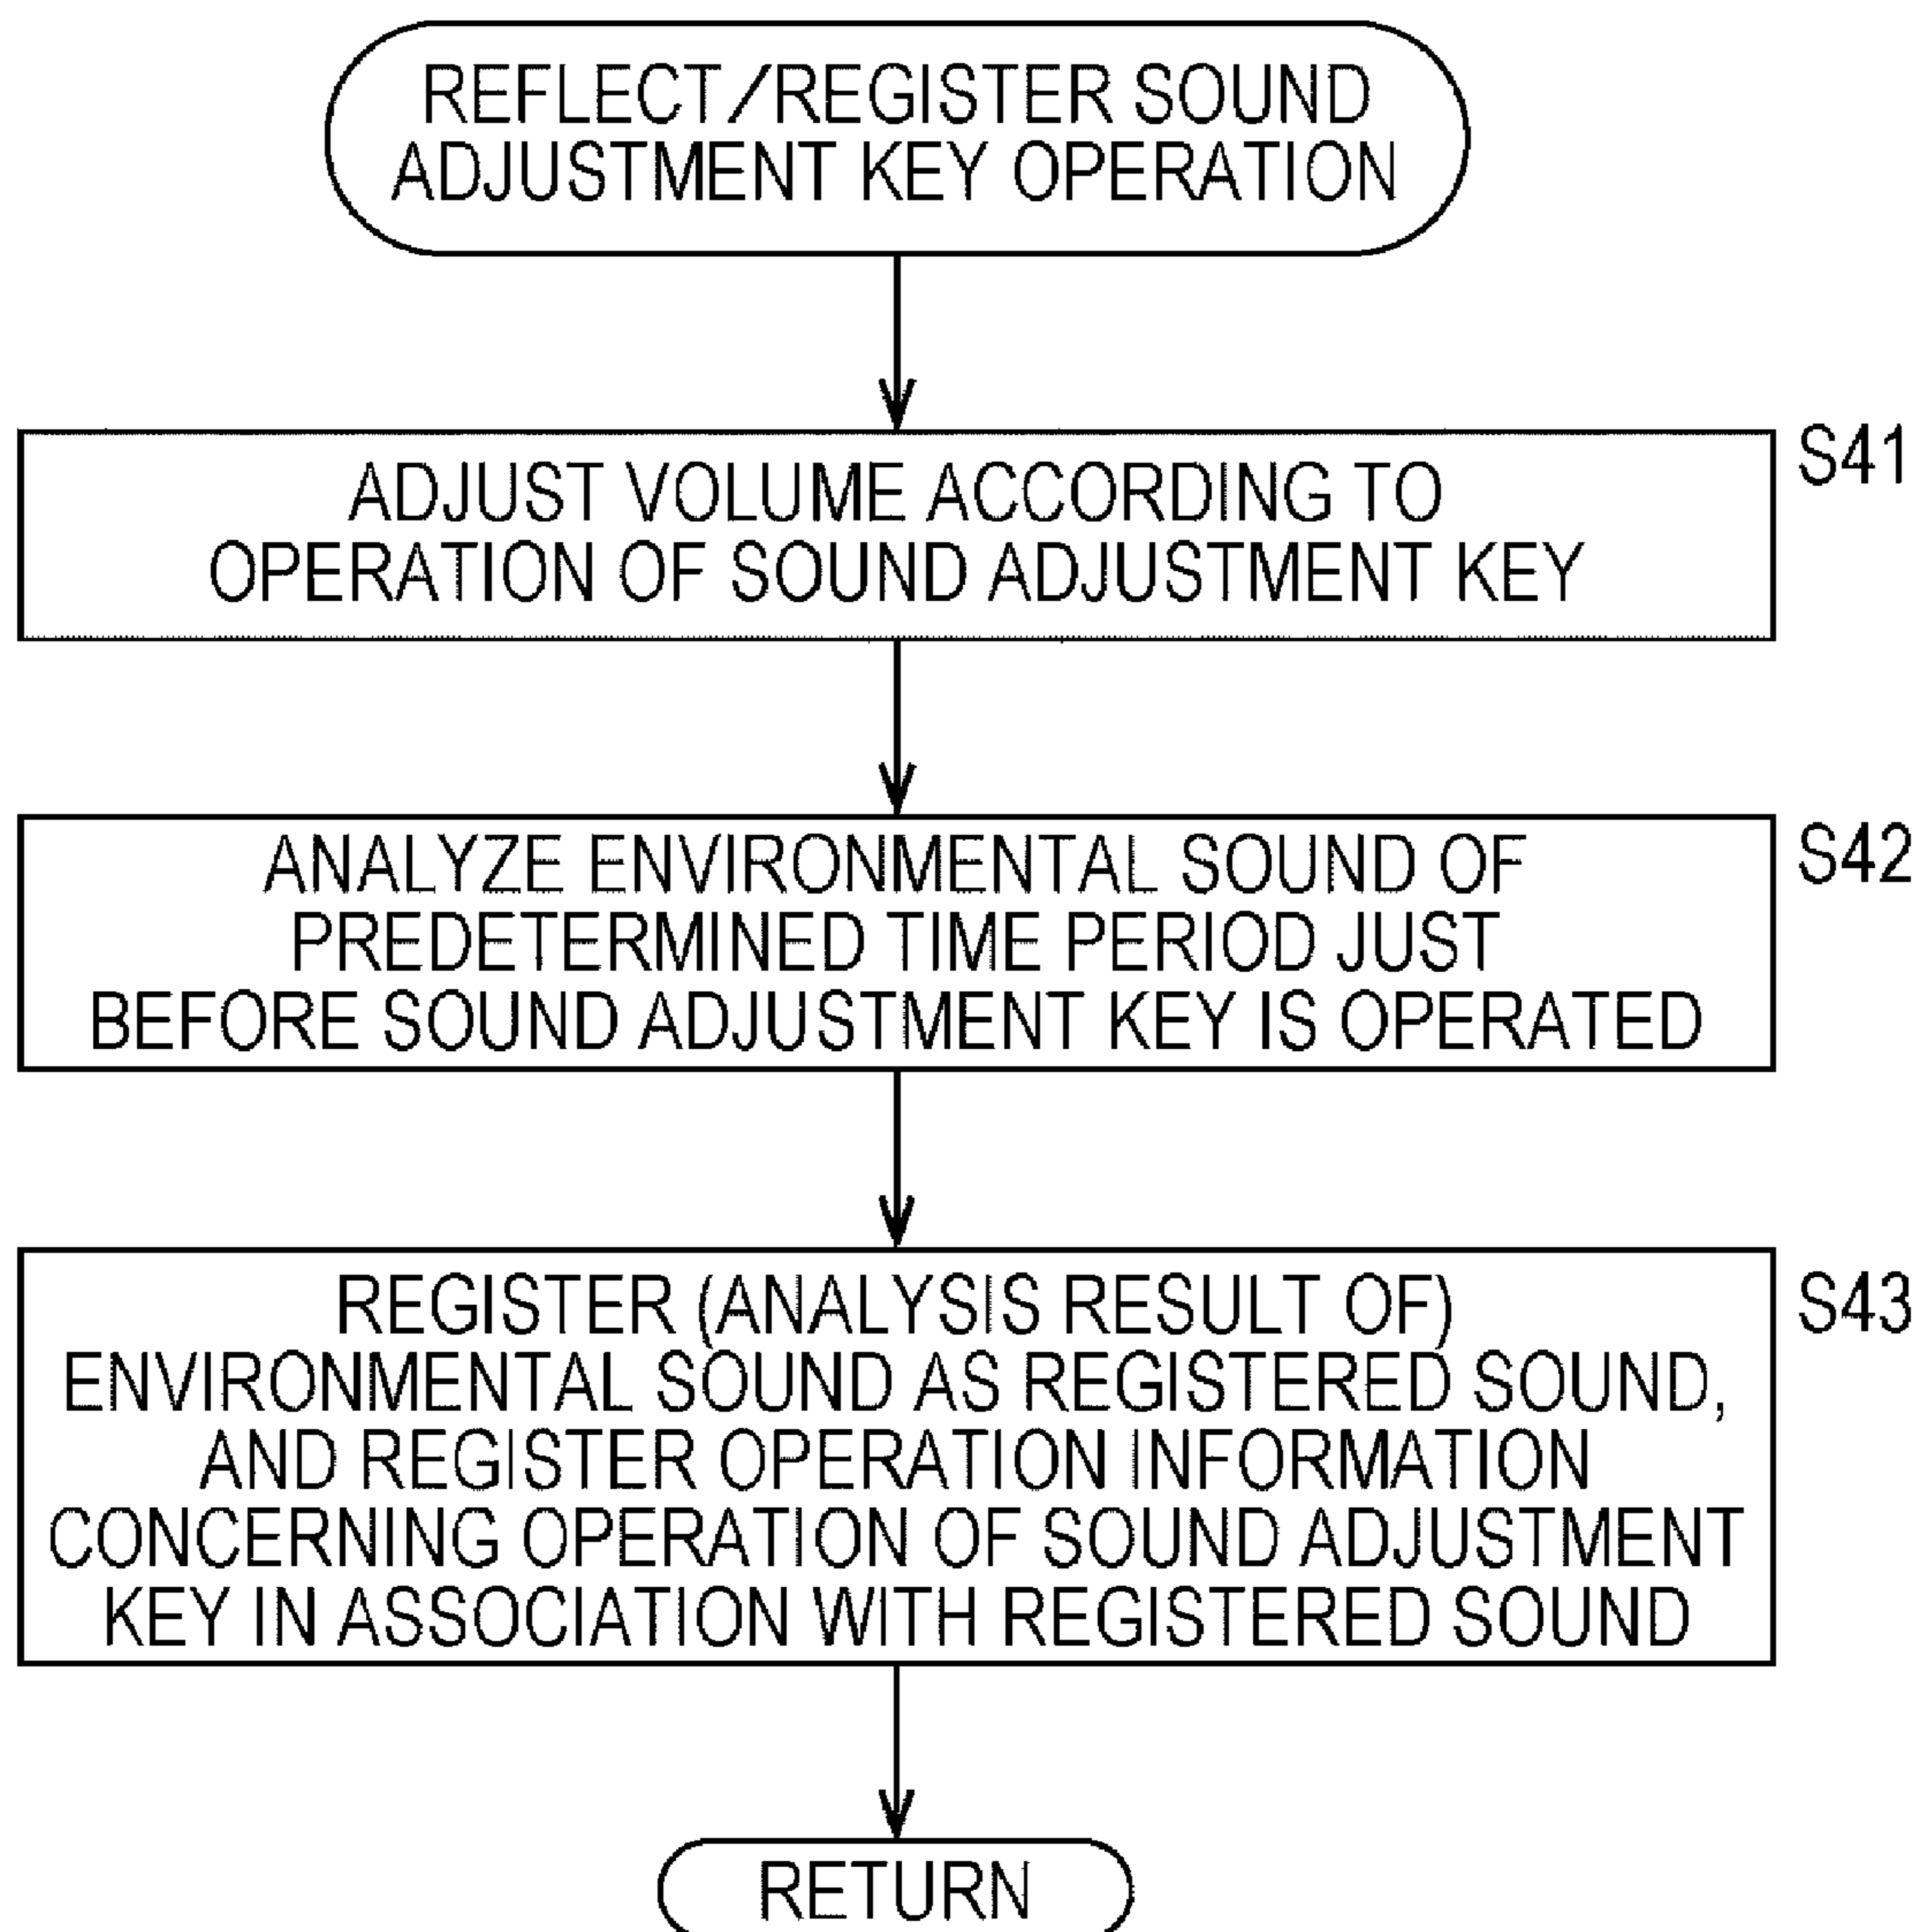 REFLECT/REGISTER SOUND
ADJUSTMENT KEY OPERATION
S41
ADJUST VOLUME ACCORDING TO
OPERATION OF SOUND ADJUSTMENT KEY
S42
ANALYZE ENVIRONMENTAL SOUND OF
PREDETERMINED TIME PERIOD JUST
BEFORE SOUND ADJUSTMENT KEY IS OPERATED
S43
REGISTER (ANALYSIS RESULT OF)
ENVIRONMENTAL SOUND AS REGISTERED SOUND,
AND REGISTER OPERATION INFORMATION
CONCERNING OPERATION OF SOUND ADJUSTMENT
KEY IN ASSOCIATION WITH REGISTERED SOUND
RETURN